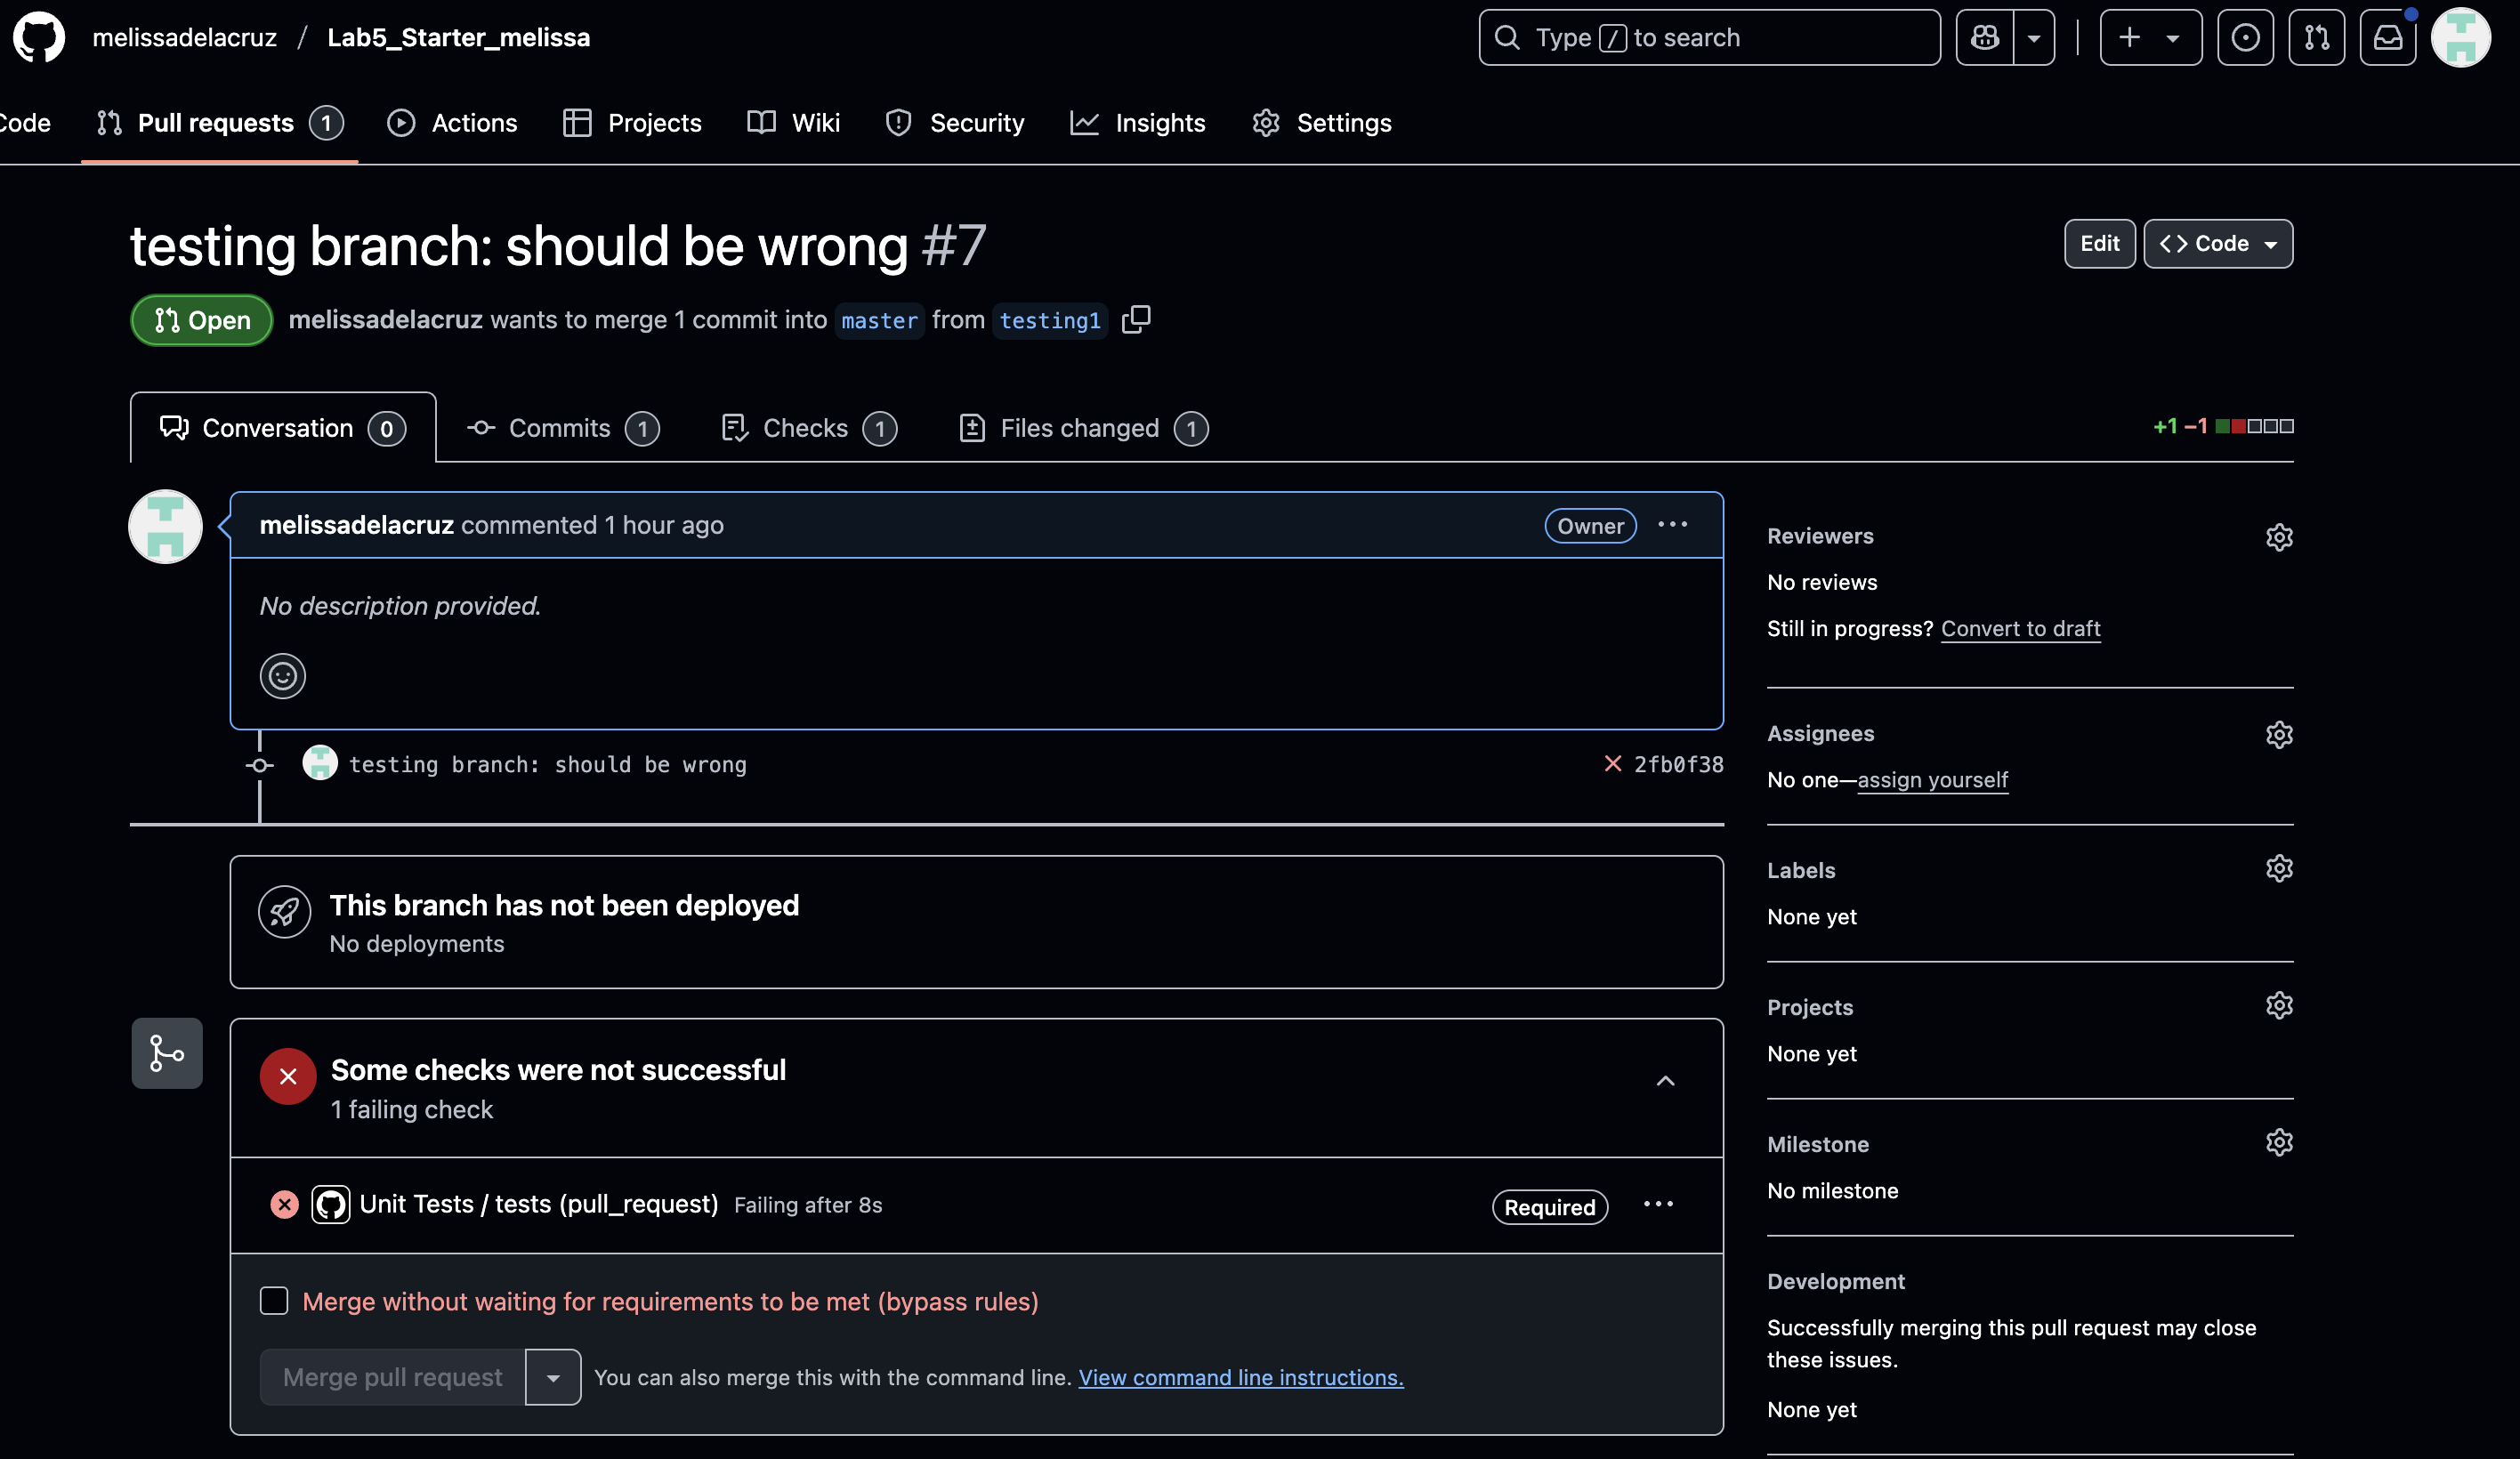 melissadelacruz / Lab5_Starter_melissa
Type / to search
Code
Pull requests 1
Actions
Projects
Wiki
Security
Insights
Settings
testing branch: should be wrong #7
Edit
Code
Open
melissadelacruz wants to merge 1 commit into master from testing1
Conversation 0
Commits 1
Checks 1
Files changed 1
+1 −1
melissadelacruz commented 1 hour ago
Owner
No description provided.
testing branch: should be wrong
2fb0f38
This branch has not been deployed
No deployments
Some checks were not successful
1 failing check
Unit Tests / tests (pull_request) Failing after 8s
Required
Merge without waiting for requirements to be met (bypass rules)
Merge pull request
You can also merge this with the command line. View command line instructions.
Reviewers
No reviews
Still in progress? Convert to draft
Assignees
No one—assign yourself
Labels
None yet
Projects
None yet
Milestone
No milestone
Development
Successfully merging this pull request may close
these issues.
None yet